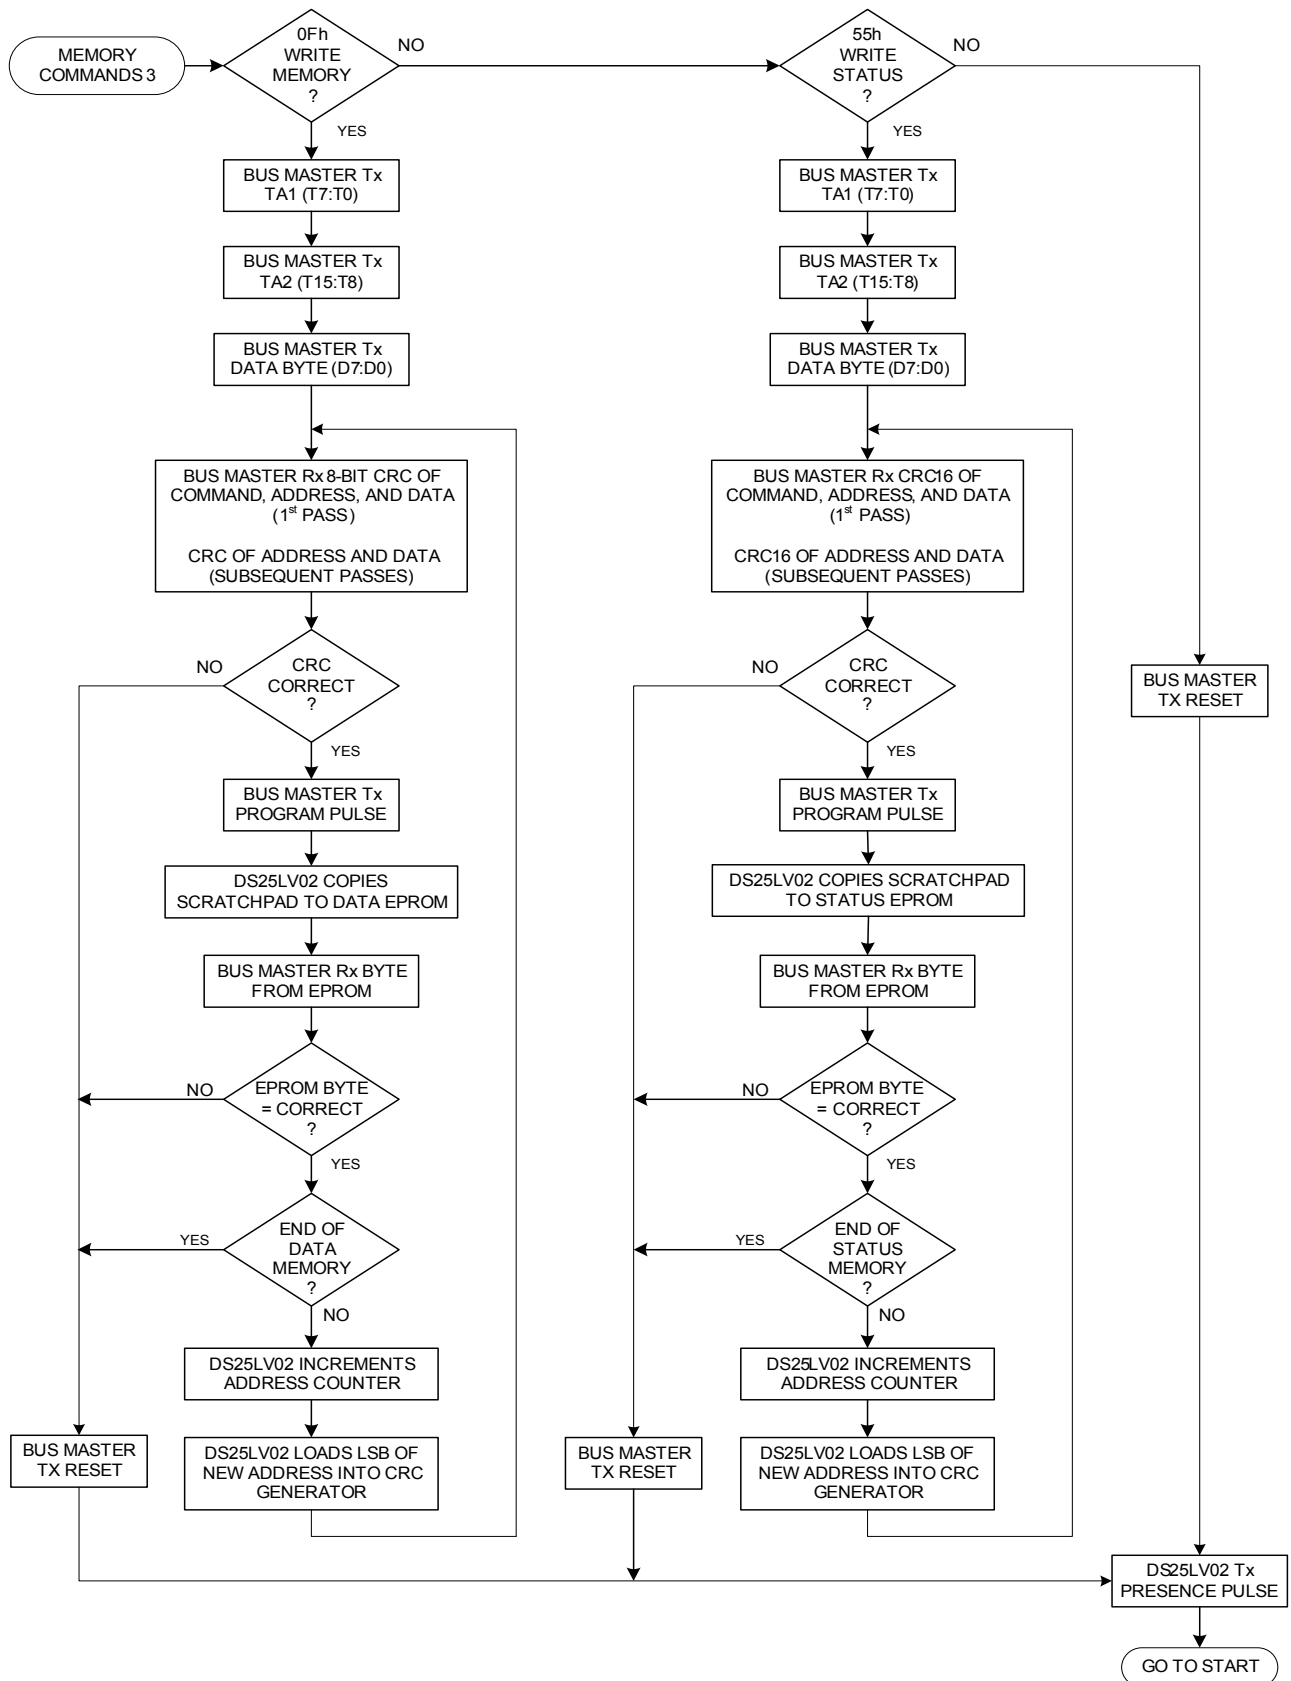 MEMORY
COMMANDS 3
0Fh
WRITE
MEMORY
?
NO
YES
BUS MASTER Tx
TA1 (T7:T0)
BUS MASTER Tx
TA2 (T15:T8)
BUS MASTER Tx
DATA BYTE (D7:D0)
BUS MASTER Rx 8-BIT CRC OF
COMMAND, ADDRESS, AND DATA
(1st PASS)
CRC OF ADDRESS AND DATA
(SUBSEQUENT PASSES)
CRC
CORRECT
?
NO
YES
BUS MASTER Tx
PROGRAM PULSE
DS25LV02 COPIES
SCRATCHPAD TO DATA EPROM
BUS MASTER Rx BYTE
FROM EPROM
EPROM BYTE
= CORRECT
?
NO
YES
END OF
DATA
MEMORY
?
YES
NO
DS25LV02 INCREMENTS
ADDRESS COUNTER
DS25LV02 LOADS LSB OF
NEW ADDRESS INTO CRC
GENERATOR
BUS MASTER
TX RESET
55h
WRITE
STATUS
?
NO
YES
BUS MASTER Tx
TA1 (T7:T0)
BUS MASTER Tx
TA2 (T15:T8)
BUS MASTER Tx
DATA BYTE (D7:D0)
BUS MASTER Rx CRC16 OF
COMMAND, ADDRESS, AND DATA
(1st PASS)
CRC16 OF ADDRESS AND DATA
(SUBSEQUENT PASSES)
CRC
CORRECT
?
NO
YES
BUS MASTER Tx
PROGRAM PULSE
DS25LV02 COPIES SCRATCHPAD
TO STATUS EPROM
BUS MASTER Rx BYTE
FROM EPROM
EPROM BYTE
= CORRECT
?
NO
YES
END OF
STATUS
MEMORY
?
YES
NO
DS25LV02 INCREMENTS
ADDRESS COUNTER
DS25LV02 LOADS LSB OF
NEW ADDRESS INTO CRC
GENERATOR
BUS MASTER
TX RESET
BUS MASTER
TX RESET
DS25LV02 Tx
PRESENCE PULSE
GO TO START